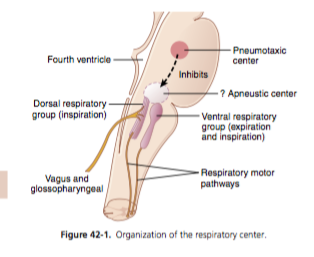 Fourth ventricle
Pneumotaxic
center
Inhibits
? Apneustic center
Dorsal respiratory
group (inspiration)
Ventral respiratory
group (expiration
and inspiration)
Vagus and
glossopharyngeal
Respiratory motor
pathways
Figure 42-1. Organization of the respiratory center.